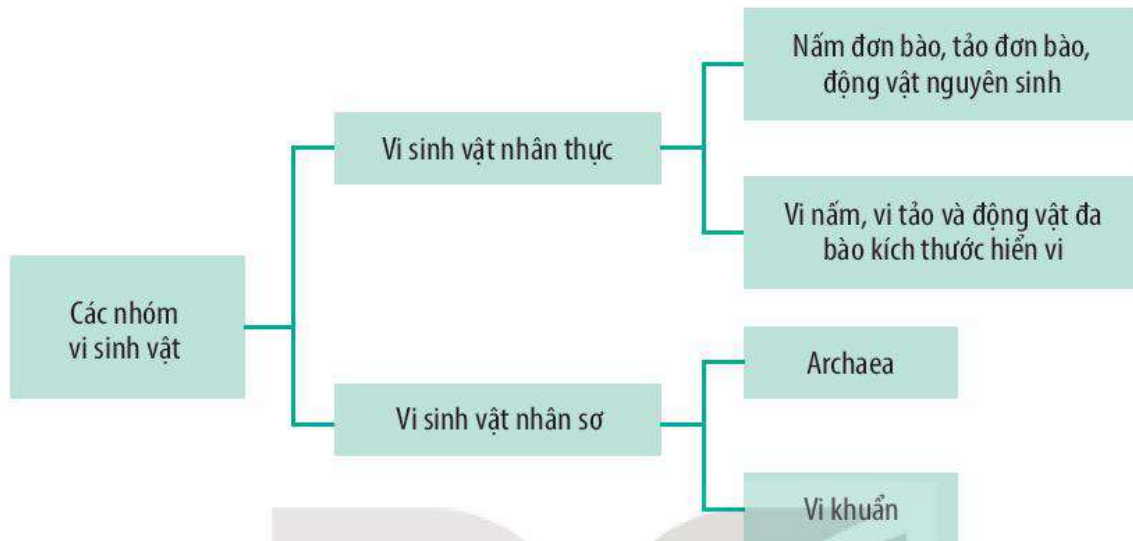 Nấm đơn bào, tảo đơn bào,
động vật nguyên sinh
Vi sinh vật nhân thực
Vi nấm, vi tảo và động vật đa
bào kích thước hiển vi
Các nhóm
vi sinh vật
Archaea
Vi sinh vật nhân sơ
Vi khuẩn